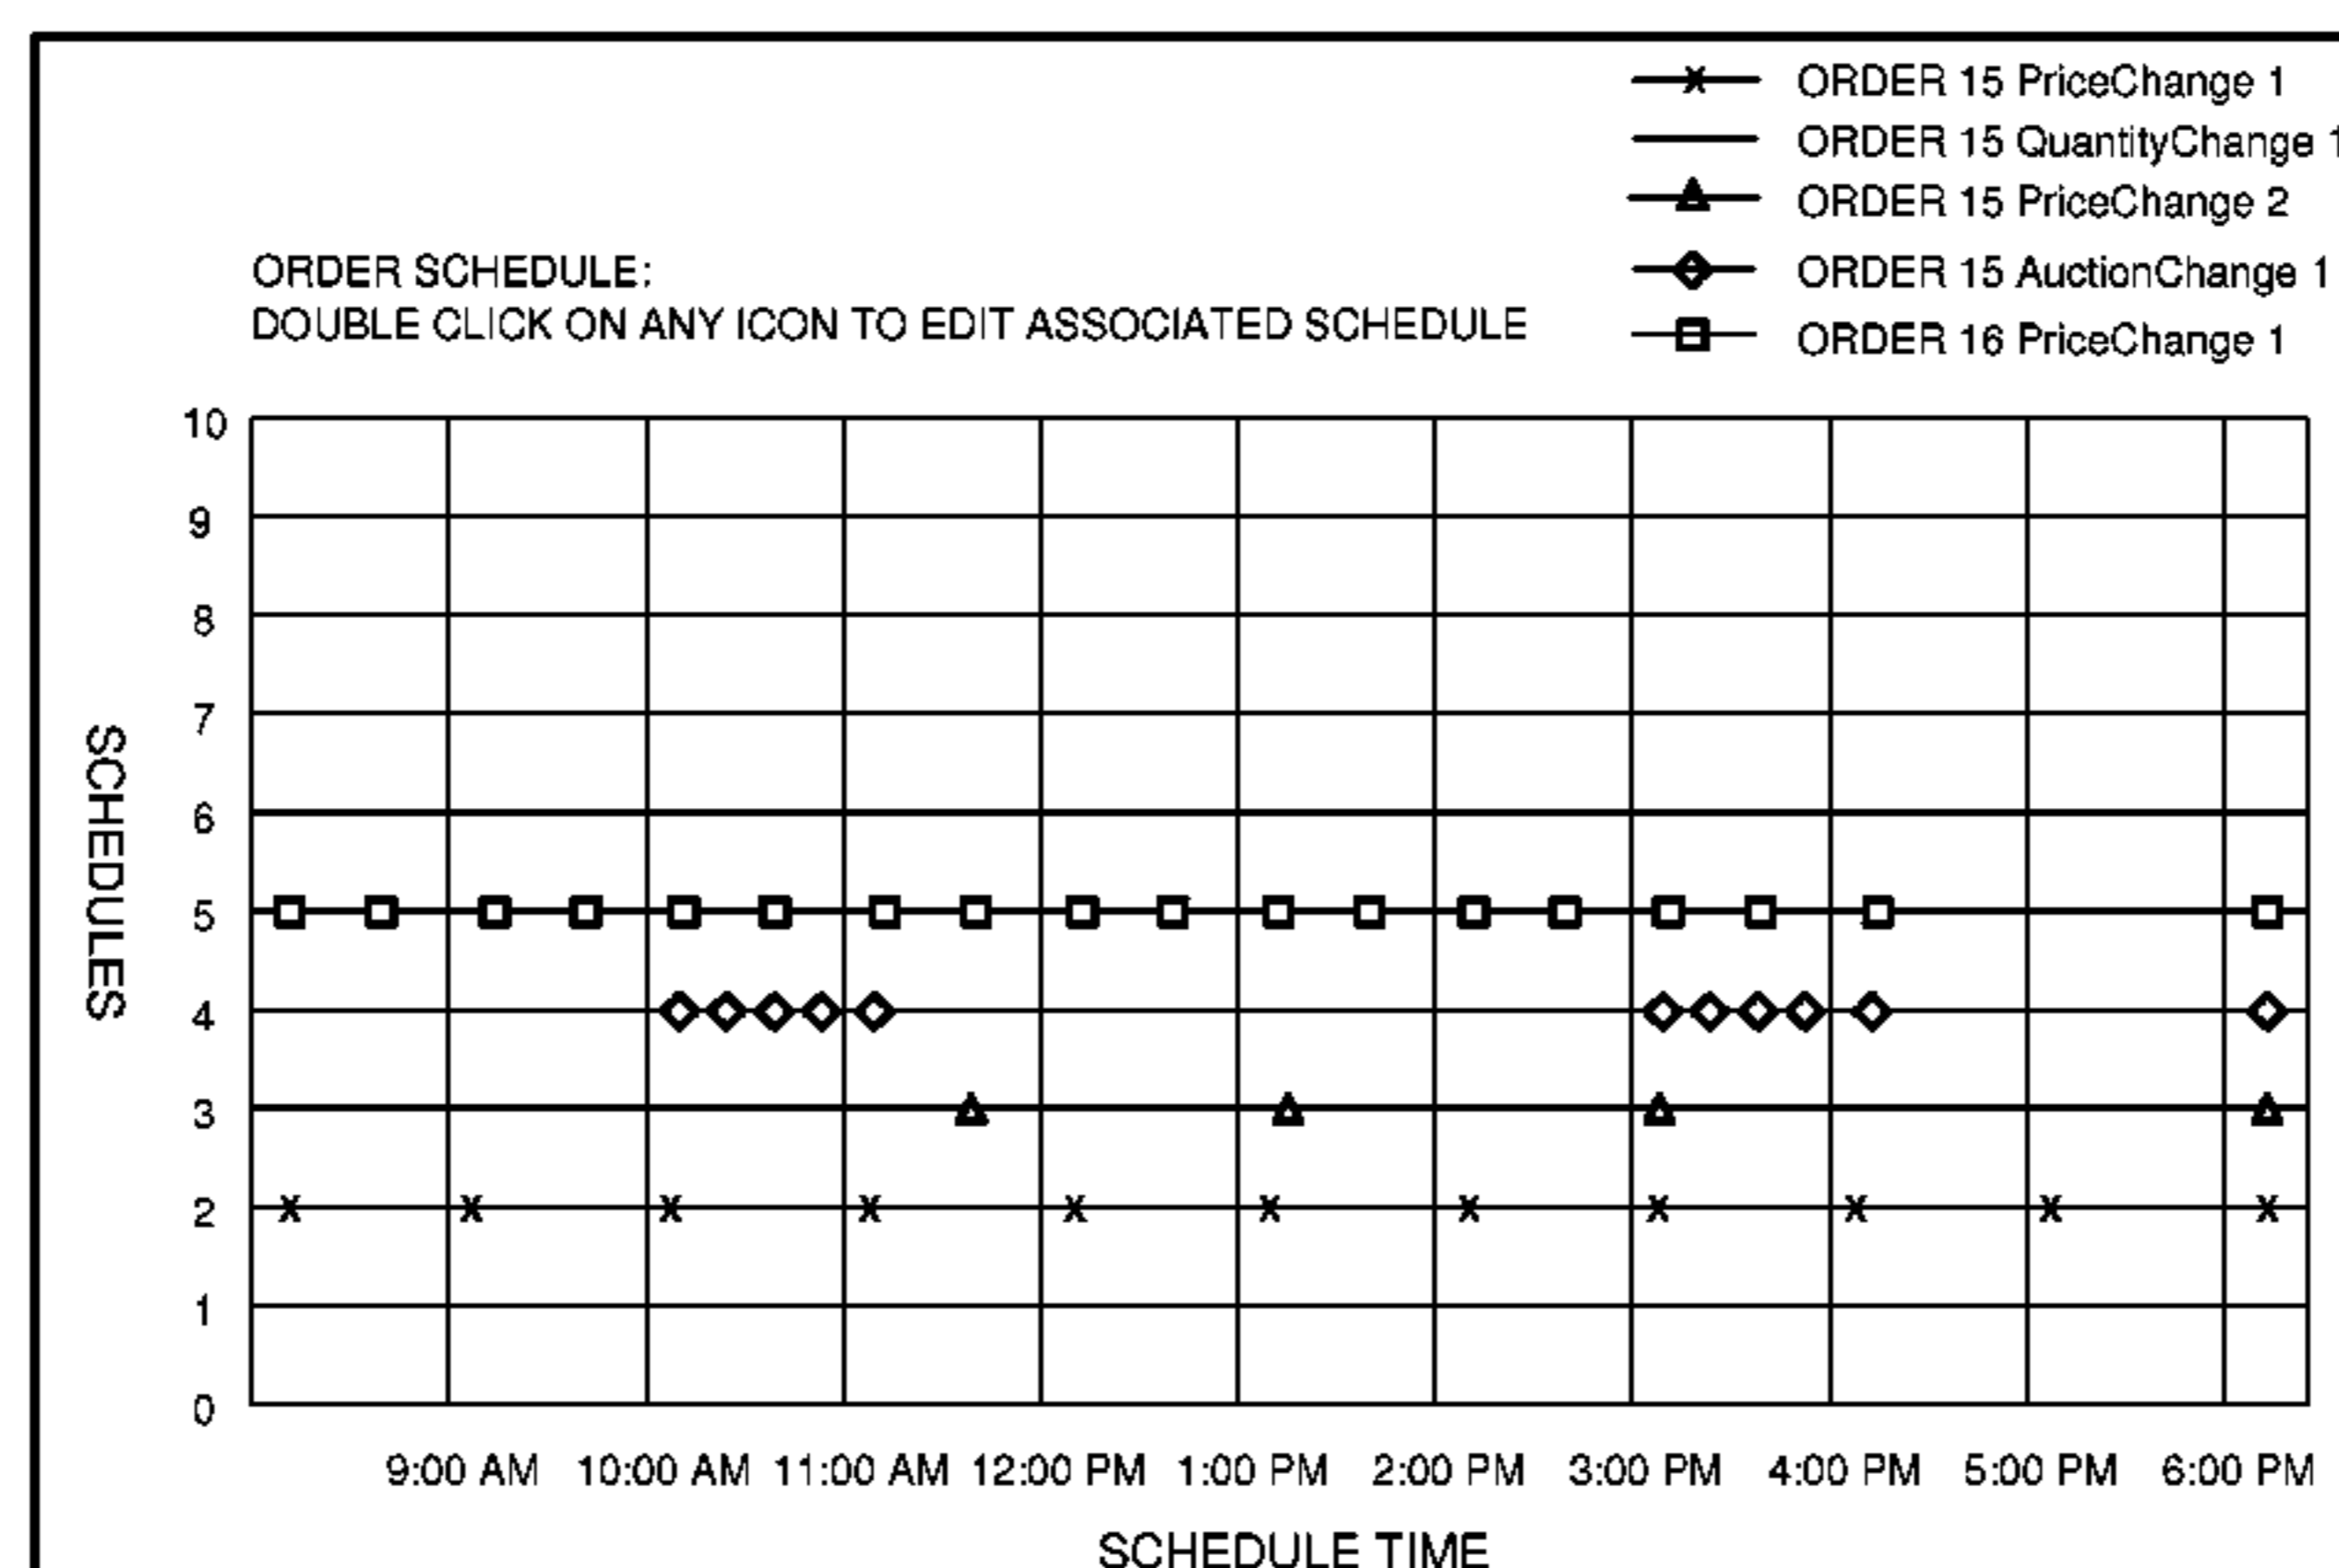 ORDER 15 PriceChange 1
ORDER 15 QuantityChange 1
ORDER 15 PriceChange 2
ORDER 15 AuctionChange 1
ORDER 16 PriceChange 1
ORDER SCHEDULE:
DOUBLE CLICK ON ANY ICON TO EDIT ASSOCIATED SCHEDULE
10
9
8
7
6
5
4
3
2
1
0
SCHEDULES
9:00 AM 10:00 AM 11:00 AM 12:00 PM 1:00 PM 2:00 PM 3:00 PM 4:00 PM 5:00 PM 6:00 PM
SCHEDULE TIME